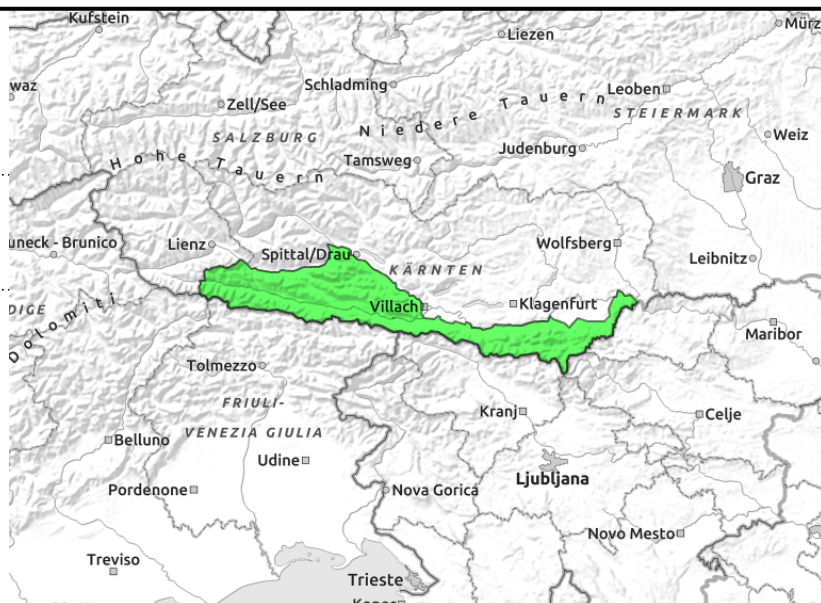 Kufstein
Liezen
Mürz
waz
Schladming
Leoben
Zell/See
Niedere Tauern
STEIERMARK
SALZBURG
Weiz
Hohe Tauern
Tamsweg
Judenburg
Graz
uneck - Brunico
Lienz
Spittal/Drau
KÄRNTEN
Wolfsberg
Leibnitz
DIGE
Dolomiti
Villach
Klagenfurt
Maribor
Tolmezzo
FRIULI-
VENEZIA GIULIA
Kranj
Celje
Belluno
Udine
Ljubljana
Pordenone
Nova Gorica
Novo Mesto
Treviso
Trieste